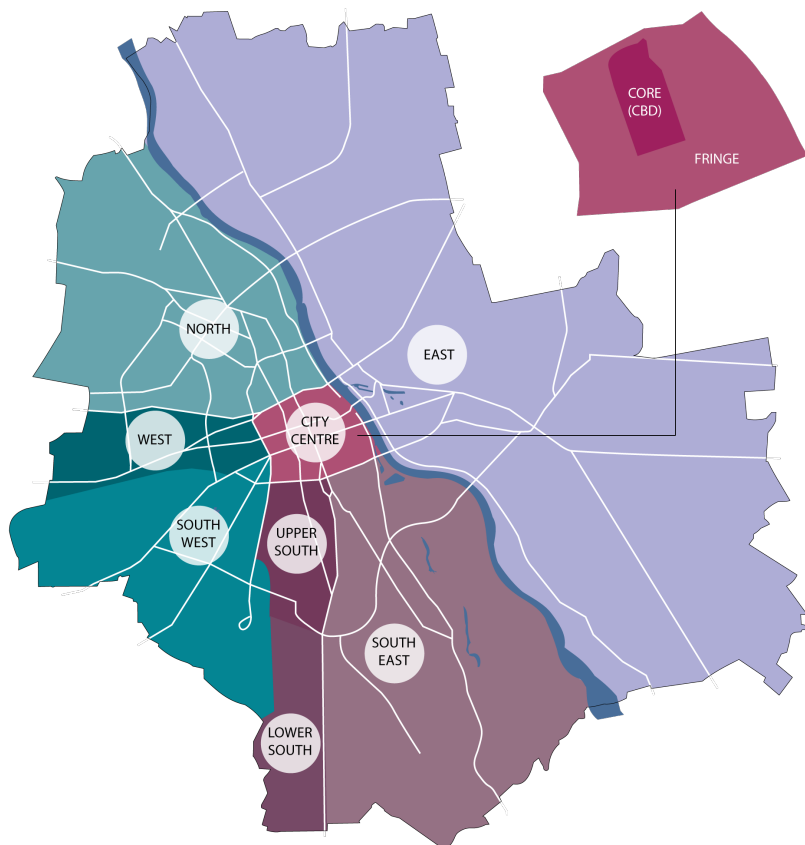 CORE
(CBD)
FRINGE
NORTH
EAST
CITY
CENTRE
WEST
SOUTH
WEST
UPPER
SOUTH
SOUTH
EAST
LOWER
SOUTH